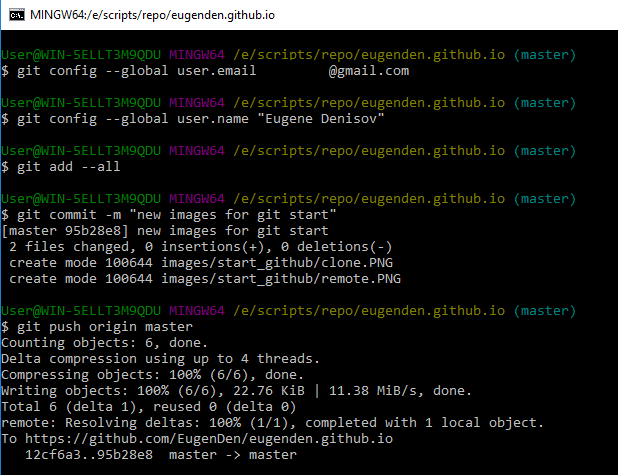 MINGW64:/e/scripts/repo/eugenden.github.io
User@WIN-5ELLT3M9QDU MINGW64 /e/scripts/repo/eugenden.github.io (master)
$ git config --global user.email @gmail.com
User@WIN-5ELLT3M9QDU MINGW64 /e/scripts/repo/eugenden.github.io (master)
$ git config --global user.name "Eugene Denisov"
User@WIN-5ELLT3M9QDU MINGW64 /e/scripts/repo/eugenden.github.io (master)
$ git add --all
User@WIN-5ELLT3M9QDU MINGW64 /e/scripts/repo/eugenden.github.io (master)
$ git commit -m "new images for git start"
[master 95b28e8] new images for git start
2 files changed, 0 insertions(+), 0 deletions(-)
create mode 100644 images/start_github/clone.PNG
create mode 100644 images/start_github/remote.PNG
User@WIN-5ELLT3M9QDU MINGW64 /e/scripts/repo/eugenden.github.io (master)
$ git push origin master
Counting objects: 6, done.
Delta compression using up to 4 threads.
Compressing objects: 100% (6/6), done.
Writing objects: 100% (6/6), 22.76 KiB | 11.38 MiB/s, done.
Total 6 (delta 1), reused 0 (delta 0)
remote: Resolving deltas: 100% (1/1), completed with 1 local object.
To https://github.com/EugenDen/eugenden.github.io
12cf6a3..95b28e8 master -> master